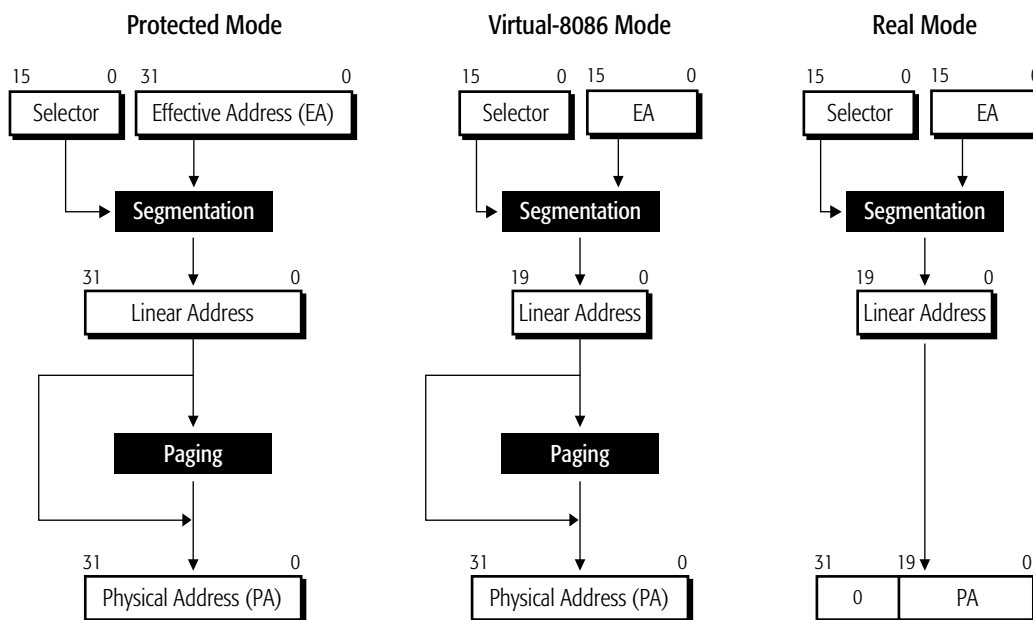 Protected Mode
Virtual-8086 Mode
Real Mode
15 0 31 0
15 0 15 0
15 0 15 0
Selector
Effective Address (EA)
Selector
EA
Selector
EA
Segmentation
Segmentation
Segmentation
31 0
19 0
19 0
Linear Address
Linear Address
Linear Address
Paging
Paging
31 0
31 0
31 19 0
Physical Address (PA)
Physical Address (PA)
0
PA